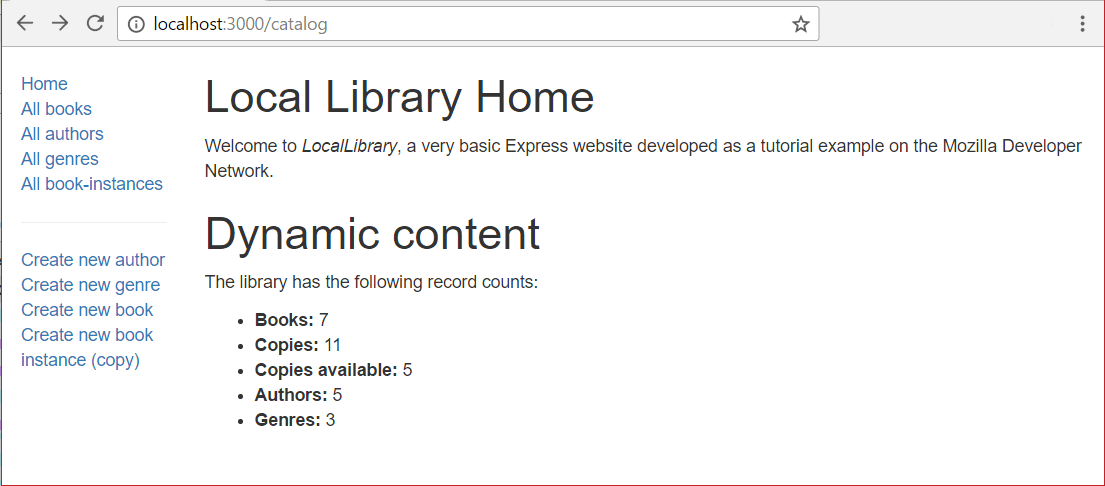 localhost:3000/catalog
Home
All books
All authors
All genres
All book-instances
Create new author
Create new genre
Create new book
Create new book
instance (copy)
Local Library Home
Welcome to LocalLibrary, a very basic Express website developed as a tutorial example on the Mozilla Developer
Network.
Dynamic content
The library has the following record counts:
• Books: 7
• Copies: 11
• Copies available: 5
• Authors: 5
• Genres: 3